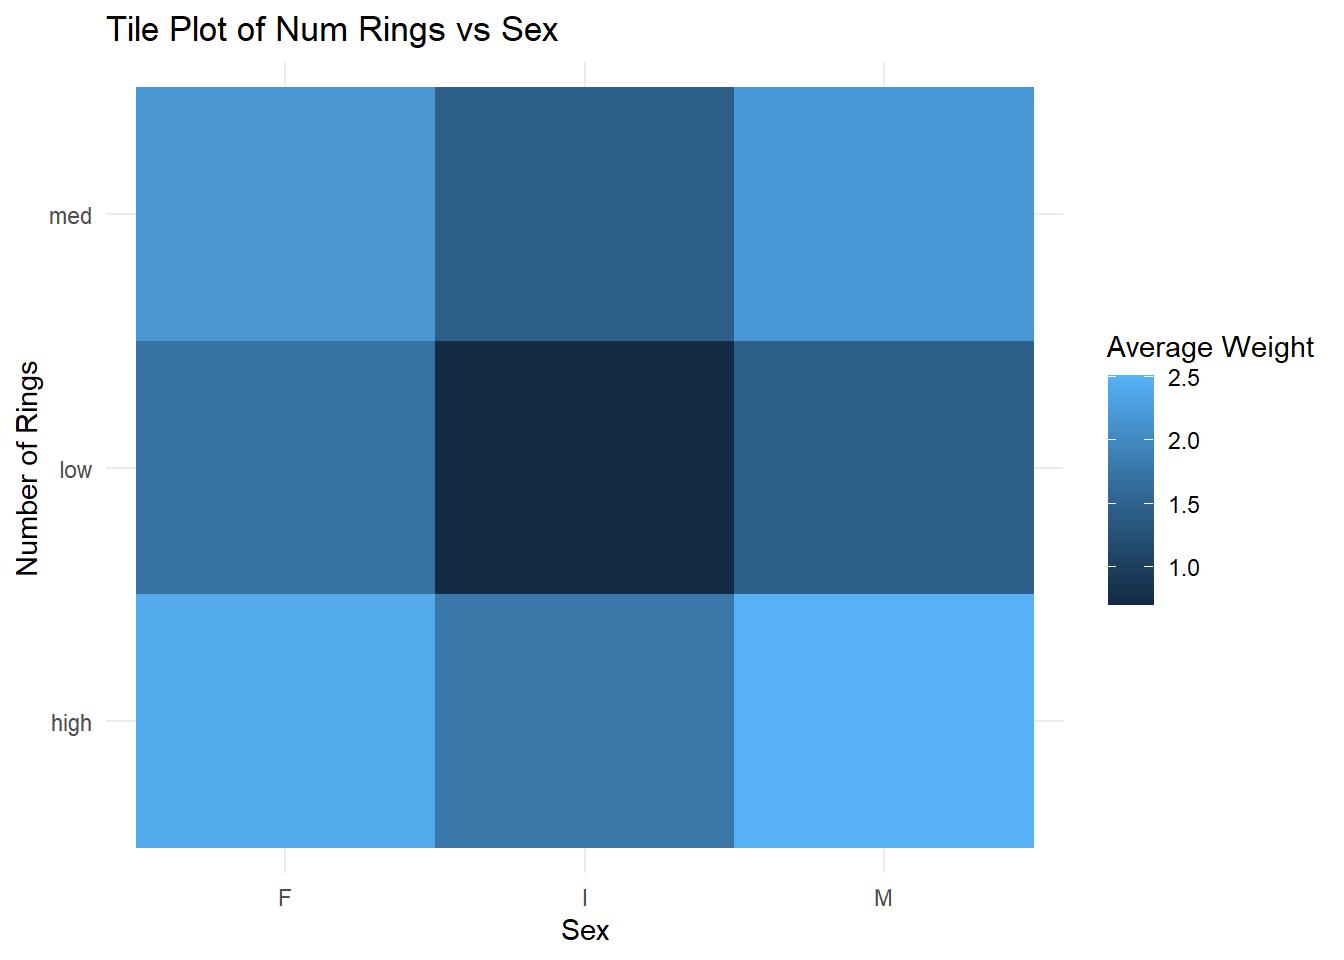 Tile Plot of Num Rings vs Sex
Number of Rings
med
low
high
F
I
M
Sex
Average Weight
2.5
2.0
1.5
1.0